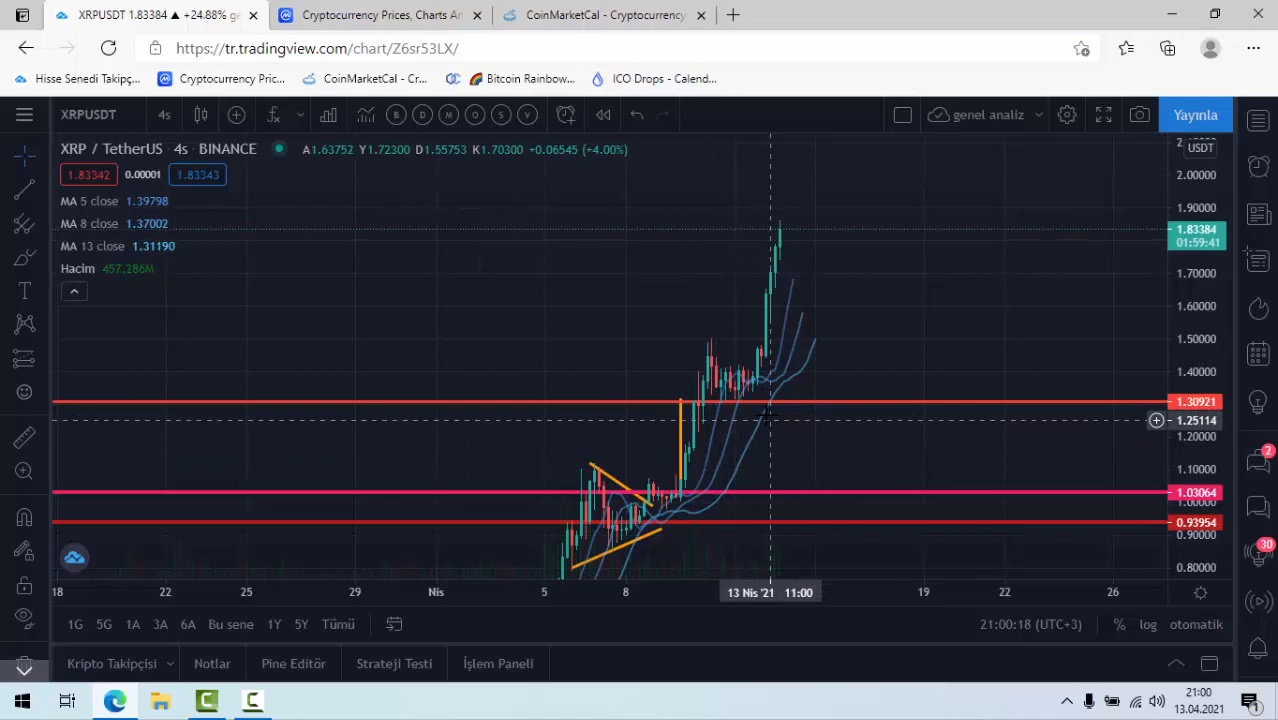 XRPUSDT 1.83384 ▲ +24.88% ge
Cryptocurrency Prices, Charts An
CoinMarketCal - Cryptocurrency
https://tr.tradingview.com/chart/Z6sr53LX/
Hisse Senedi Takipç...
Cryptocurrency Pric...
CoinMarketCal - Cr...
Bitcoin Rainbow...
ICO Drops - Calend...
XRPUSDT
4s
B
D
M
O
S
V
genel analiz
Yayınla
XRP / TetherUS 4s BINANCE
A1.63752 Y1.72300 D1.55753 K1.70300 +0.06545 (+4.00%)
1.83342
0.00001
1.83343
MA 5 close 1.39798
MA 8 close 1.37002
MA 13 close 1.31190
Hacim 457.286M
USDT
2.00000
1.90000
1.83384
01:59:41
1.70000
1.60000
1.50000
1.40000
1.30921
1.25114
1.20000
1.10000
1.03064
1.00000
0.93954
0.90000
0.80000
18
22
25
29
Nis
5
8
13 Nis '21 11:00
19
22
26
1G
5G
1A
3A
6A
Bu sene
1Y
5Y
Tümü
21:00:18 (UTC+3)
%
log
otomatik
Kripto Takipçisi
Notlar
Pine Editör
Strateji Testi
İşlem Paneli
2
30
21:00
13.04.2021
1